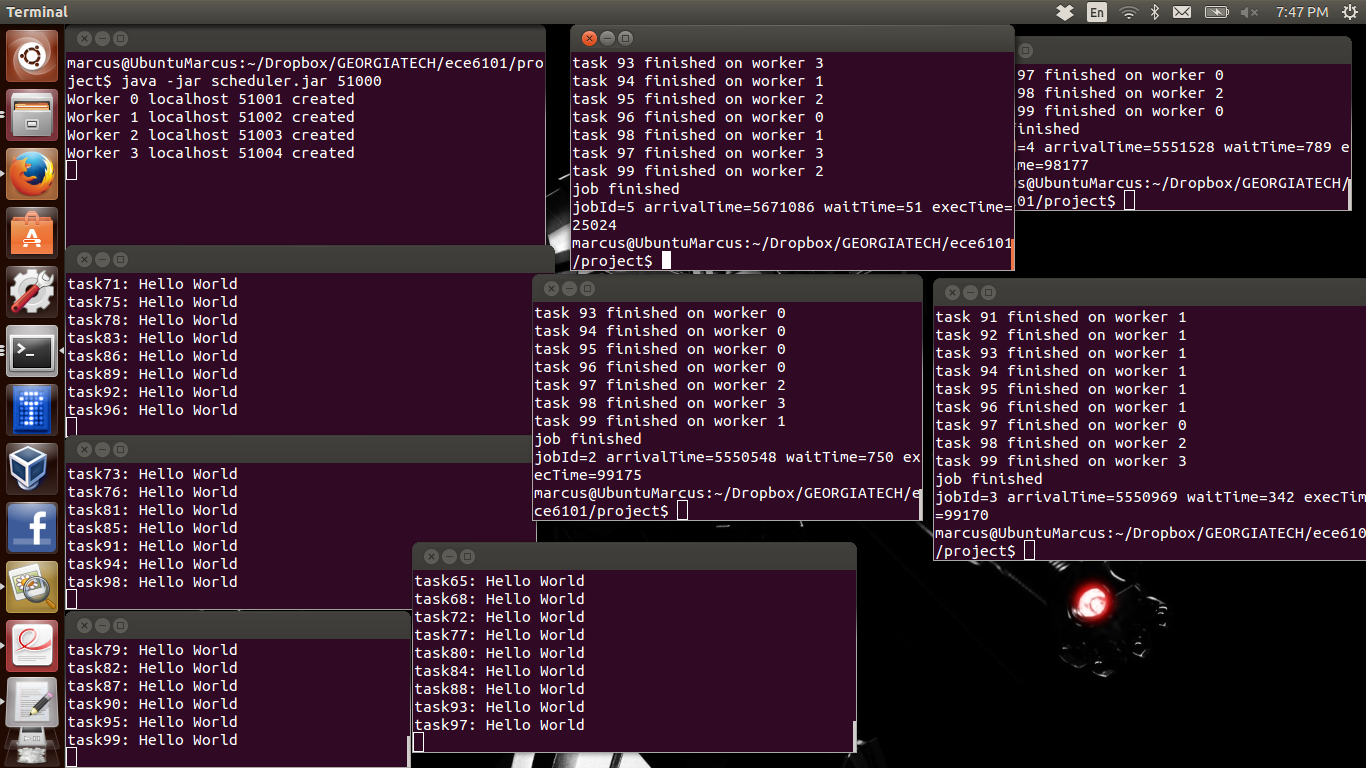 Terminal
En
7:47 PM
marcus@UbuntuMarcus:~/Dropbox/GEORGIATECH/ece6101/pro
ject$ java -jar scheduler.jar 51000
Worker 0 localhost 51001 created
Worker 1 localhost 51002 created
Worker 2 localhost 51003 created
Worker 3 localhost 51004 created
task 93 finished on worker 3
task 94 finished on worker 1
task 95 finished on worker 2
task 96 finished on worker 0
task 98 finished on worker 1
task 97 finished on worker 3
task 99 finished on worker 2
job finished
jobId=5 arrivalTime=5671086 waitTime=51 execTime=
25024
marcus@UbuntuMarcus:~/Dropbox/GEORGIATECH/ece6101
/project$
97 finished on worker 0
98 finished on worker 2
99 finished on worker 0
finished
=4 arrivalTime=5551528 waitTime=789 e
me=98177
s@UbuntuMarcus:~/Dropbox/GEORGIATECH/
01/project$
task71: Hello World
task75: Hello World
task78: Hello World
task83: Hello World
task86: Hello World
task89: Hello World
task92: Hello World
task96: Hello World
task 93 finished on worker 0
task 94 finished on worker 0
task 95 finished on worker 0
task 96 finished on worker 0
task 97 finished on worker 2
task 98 finished on worker 3
task 99 finished on worker 1
job finished
jobId=2 arrivalTime=5550548 waitTime=750 ex
ecTime=99175
marcus@UbuntuMarcus:~/Dropbox/GEORGIATECH/e
ce6101/project$
task 91 finished on worker 1
task 92 finished on worker 1
task 93 finished on worker 1
task 94 finished on worker 1
task 95 finished on worker 1
task 96 finished on worker 1
task 97 finished on worker 0
task 98 finished on worker 2
task 99 finished on worker 3
job finished
jobId=3 arrivalTime=5550969 waitTime=342 execTim
=99170
marcus@UbuntuMarcus:~/Dropbox/GEORGIATECH/ece610
/project$
task73: Hello World
task76: Hello World
task81: Hello World
task85: Hello World
task91: Hello World
task94: Hello World
task98: Hello World
task65: Hello World
task68: Hello World
task72: Hello World
task77: Hello World
task80: Hello World
task84: Hello World
task88: Hello World
task93: Hello World
task97: Hello World
task79: Hello World
task82: Hello World
task87: Hello World
task90: Hello World
task95: Hello World
task99: Hello World